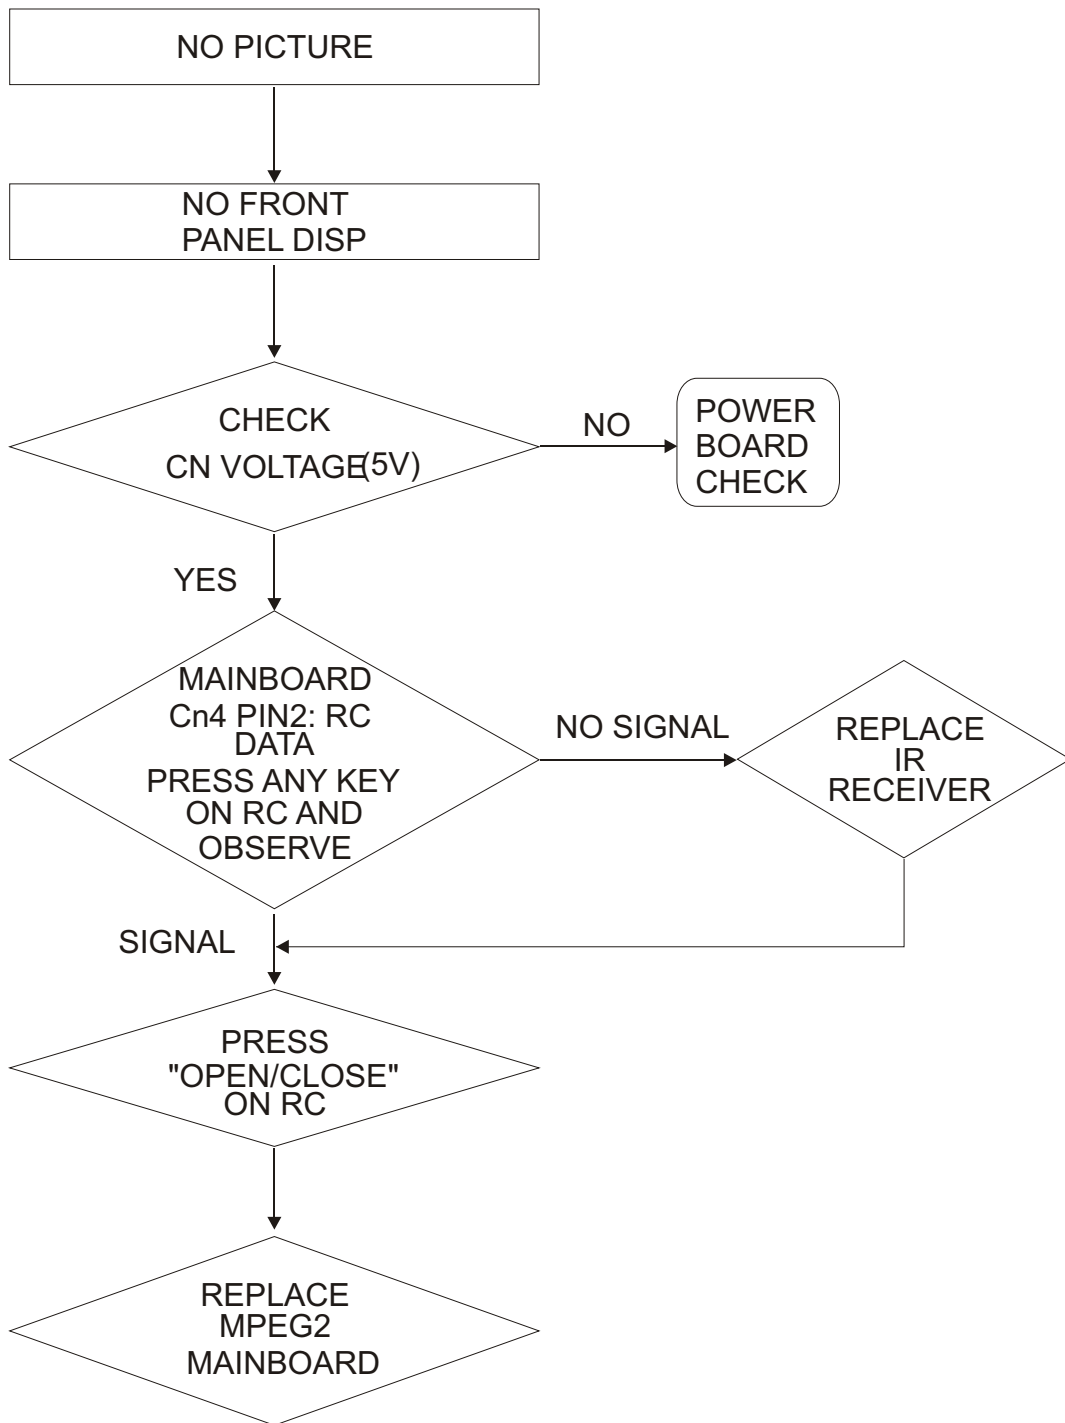 NO PICTURE
NO FRONT
PANEL DISP
CHECK
CN VOLTAGE(5V)
NO
POWER
BOARD
CHECK
YES
MAINBOARD
Cn4 PIN2: RC
DATA
PRESS ANY KEY
ON RC AND
OBSERVE
NO SIGNAL
REPLACE
IR
RECEIVER
SIGNAL
PRESS
"OPEN/CLOSE"
ON RC
REPLACE
MPEG2
MAINBOARD